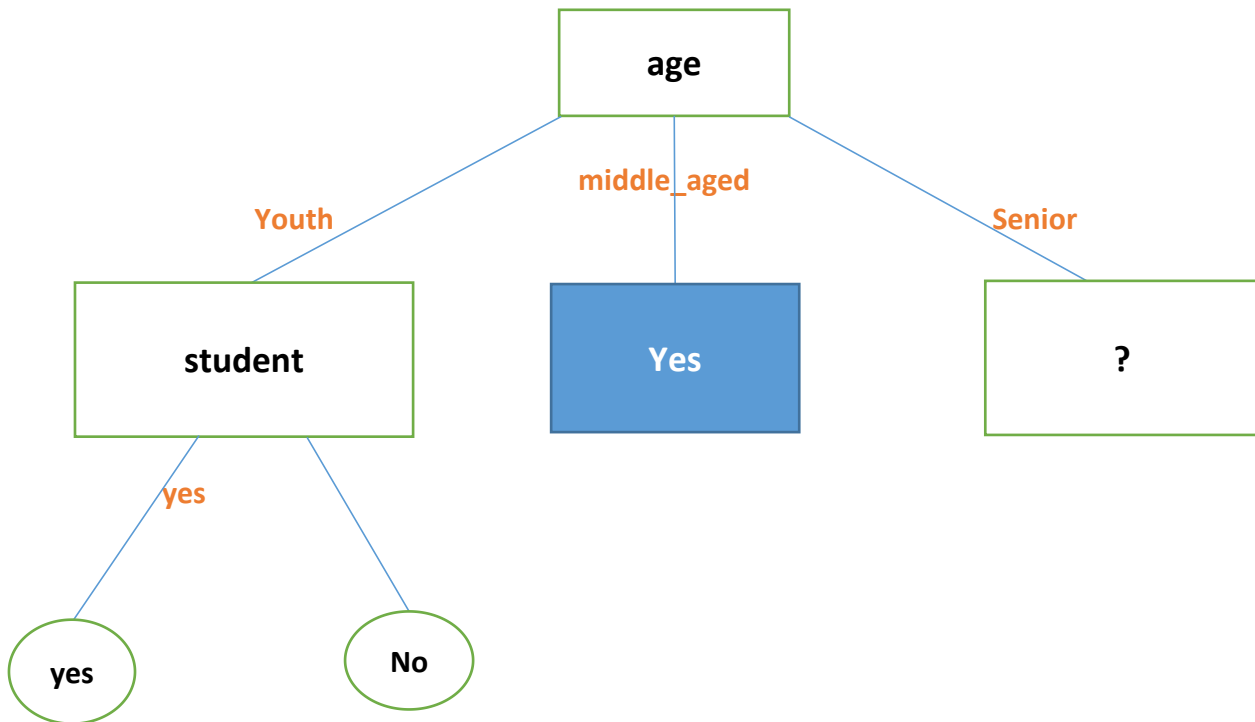 age
middle_aged
Youth
Senior
student
Yes
?
yes
yes
No